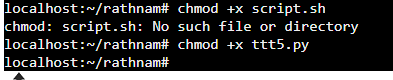 localhost:~/rathnam# chmod +x script.sh
chmod: script.sh: No such file or directory
localhost:~/rathnam# chmod +x ttt5.py
localhost:~/rathnam#